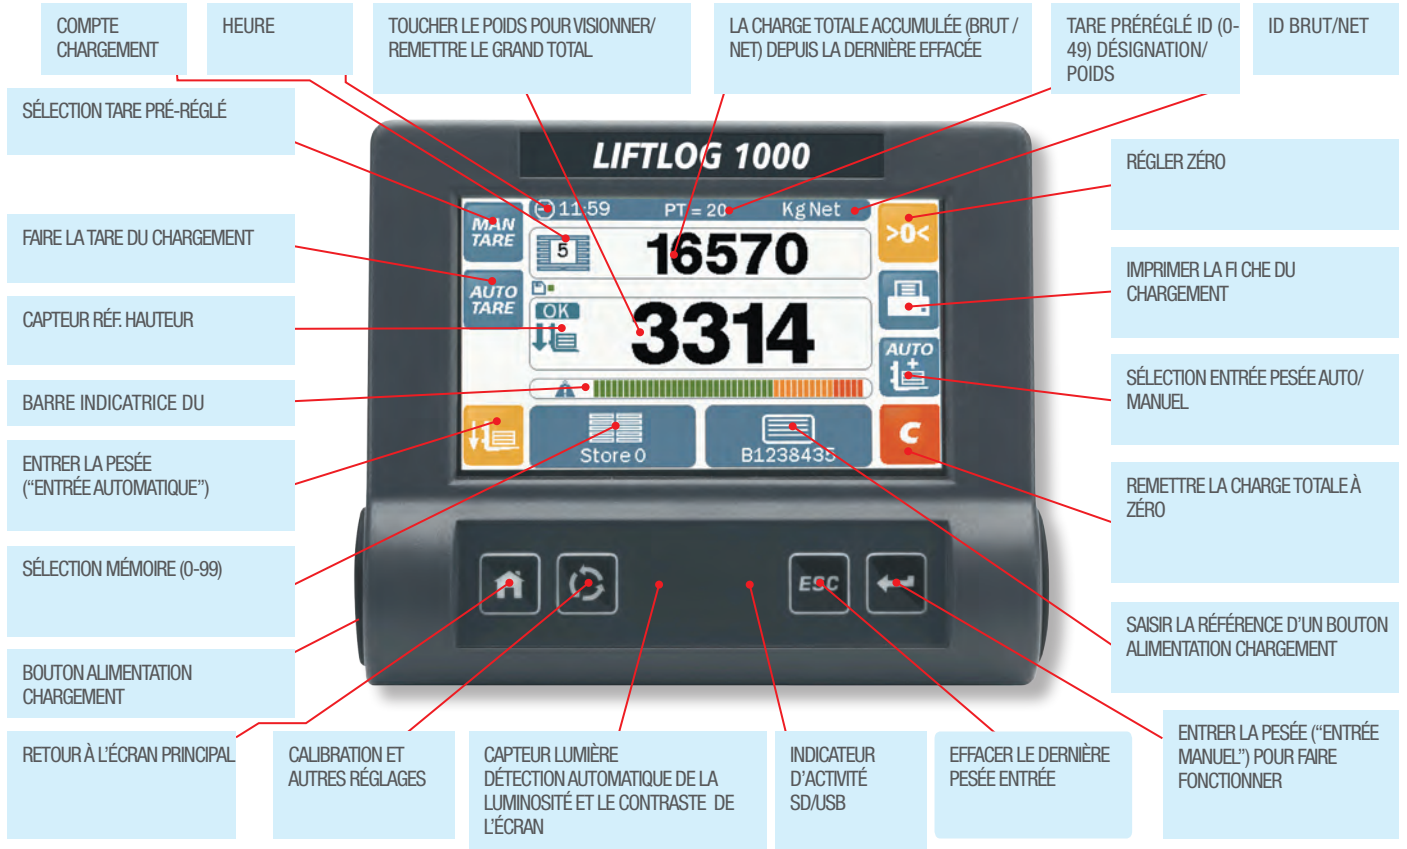 COMPTE
CHARGEMENT
HEURE
TOUCHER LE POIDS POUR VISIONNER/
REMETTRE LE GRAND TOTAL
LA CHARGE TOTALE ACCUMULÉE (BRUT /
NET) DEPUIS LA DERNIÈRE EFFACÉE
TARE PRÉRÉGLÉ ID (0-
49) DÉSIGNATION/
POIDS
ID BRUT/NET
SÉLECTION TARE PRÉ-RÉGLÉ
FAIRE LA TARE DU CHARGEMENT
CAPTEUR RÉF. HAUTEUR
BARRE INDICATRICE DU
ENTRER LA PESÉE
(“ENTRÉE AUTOMATIQUE”)
SÉLECTION MÉMOIRE (0-99)
BOUTON ALIMENTATION
CHARGEMENT
RETOUR À L’ÉCRAN PRINCIPAL
LIFTLOG 1000
MAN
TARE
11:59
PT = 20
Kg Net
>0<
5
16570
AUTO
TARE
OK
3314
AUTO
Store 0
B1238435
C
ESC
RÉGLER ZÉRO
IMPRIMER LA FI CHE DU
CHARGEMENT
SÉLECTION ENTRÉE PESÉE AUTO/
MANUEL
REMETTRE LA CHARGE TOTALE À
ZÉRO
SAISIR LA RÉFÉRENCE D’UN BOUTON
ALIMENTATION CHARGEMENT
CALIBRATION ET
AUTRES RÉGLAGES
CAPTEUR LUMIÈRE
DÉTECTION AUTOMATIQUE DE LA
LUMINOSITÉ ET LE CONTRASTE DE
L’ÉCRAN
INDICATEUR
D’ACTIVITÉ
SD/USB
EFFACER LE DERNIÈRE
PESÉE ENTRÉE
ENTRER LA PESÉE (“ENTRÉE
MANUEL”) POUR FAIRE
FONCTIONNER